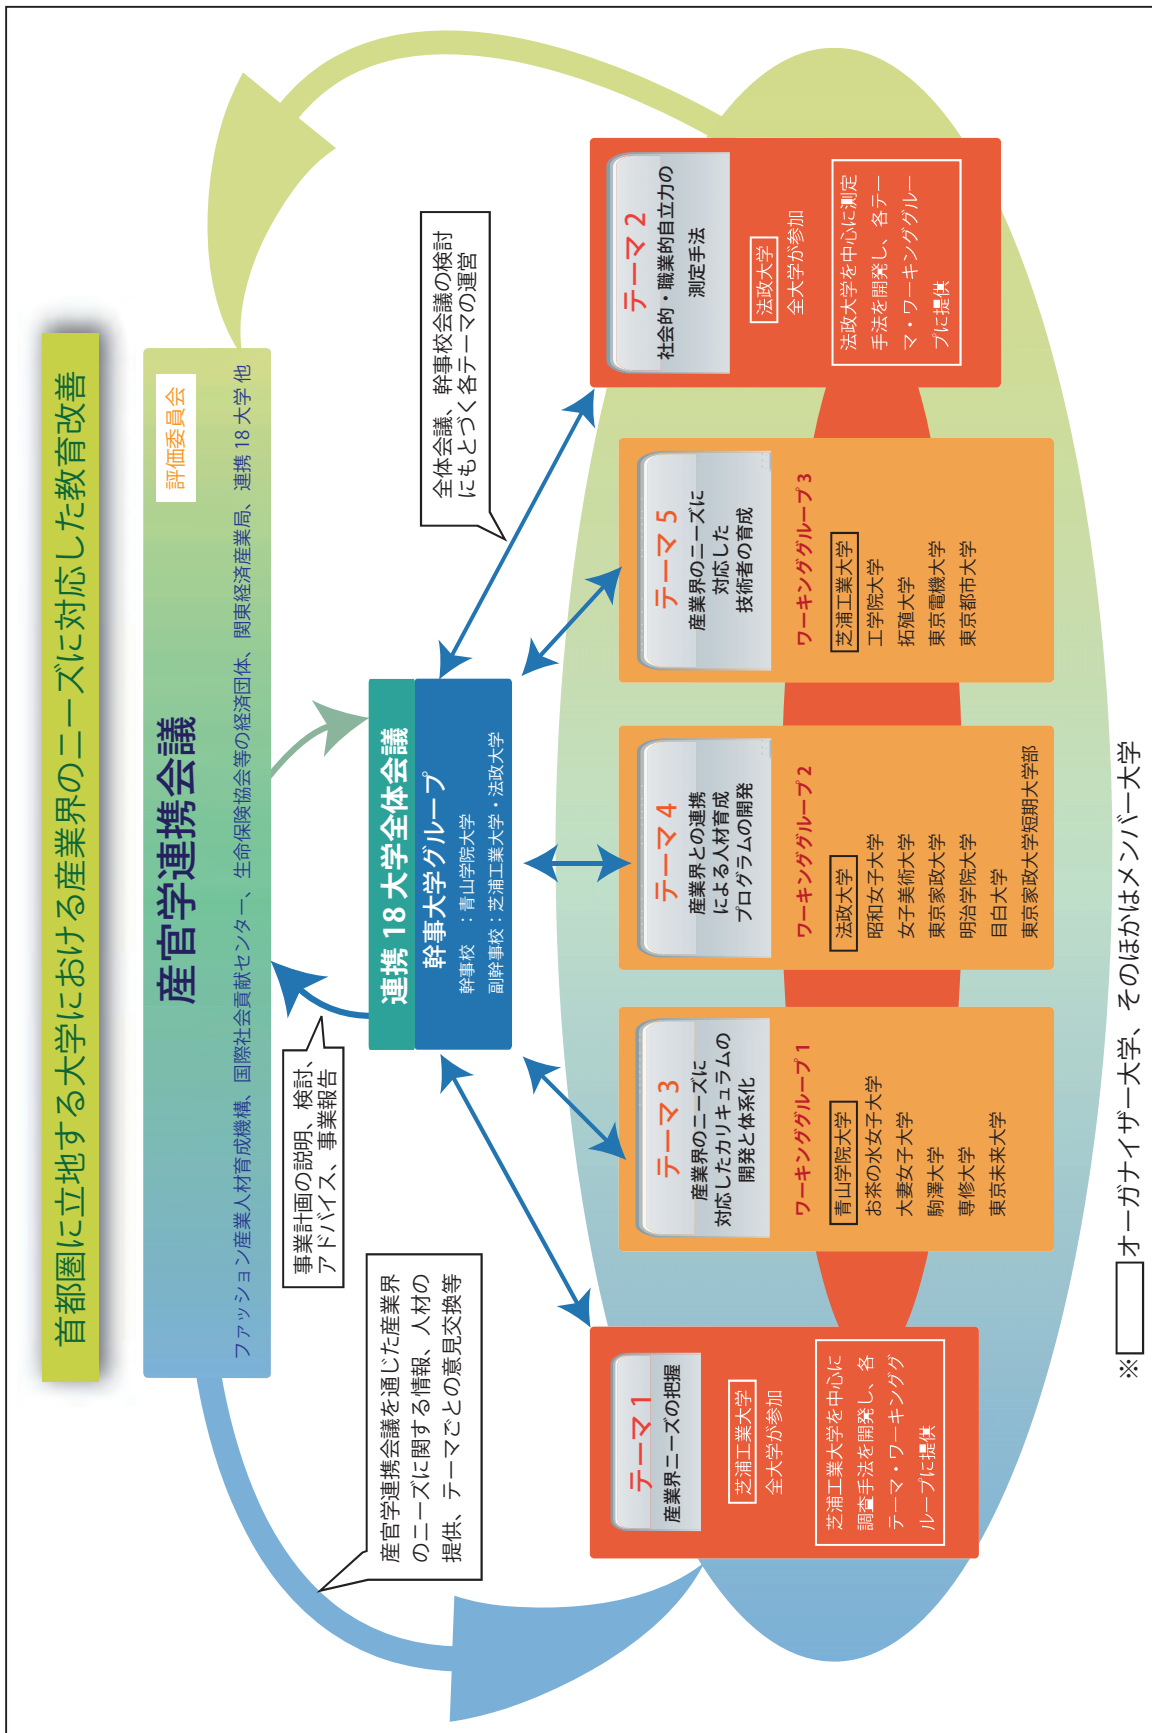 首都圏に立地する大学における産業界のニーズに対応した教育改善
産官学連携会議
評価委員会
ファッション産業人材育成機構、国際社会貢献センター、生命保険協会等の経済団体、関東経済産業局、連携 18 大学 他
事業計画の説明、検討、
アドバイス、事業報告
産官学連携会議を通じた産業界
のニーズに関する情報、人材の
提供、テーマごとの意見交換等
連携 18 大学全体会議
幹事大学グループ
幹事校 ：青山学院大学
副幹事校：芝浦工業大学・法政大学
全体会議、幹事校会議の検討
にもとづく各テーマの運営
テーマ 1
産業界ニーズの把握
芝浦工業大学
全大学が参加
芝浦工業大学を中心に
調査手法を開発し、各
テーマ・ワーキンググ
ループに提供
テーマ 3
産業界のニーズに
対応したカリキュラムの
開発と体系化
ワーキンググループ 1
青山学院大学
お茶の水女子大学
大妻女子大学
駒澤大学
専修大学
東京未来大学
テーマ 4
産業界との連携
による人材育成
プログラムの開発
ワーキンググループ 2
法政大学
昭和女子大学
女子美術大学
東京家政大学
明治学院大学
目白大学
東京家政大学短期大学部
テーマ 5
産業界のニーズに
対応した
技術者の育成
ワーキンググループ 3
芝浦工業大学
工学院大学
拓殖大学
東京電機大学
東京都市大学
テーマ 2
社会的・職業的自立力の
測定手法
法政大学
全大学が参加
法政大学を中心に測定
手法を開発し、各テー
マ・ワーキンググルー
プに提供
※ オーガナイザー大学、そのほかはメンバー大学